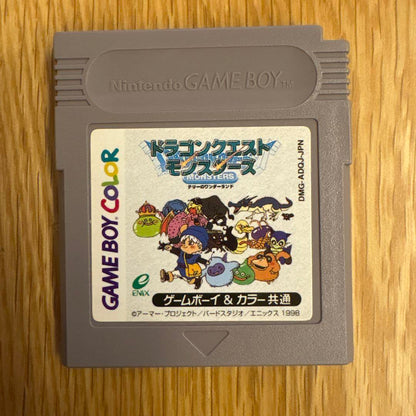 Nintendo GAME BOY™
GAME BOY COLOR
ドラゴンクエスト
モンスターズ
MONSTERS
テリーのワンダーランド
DMG-ADQJ-JPN
ENIX
ゲームボーイ & カラー共通
©アーマー・プロジェクト/バードスタジオ/エニックス 1998